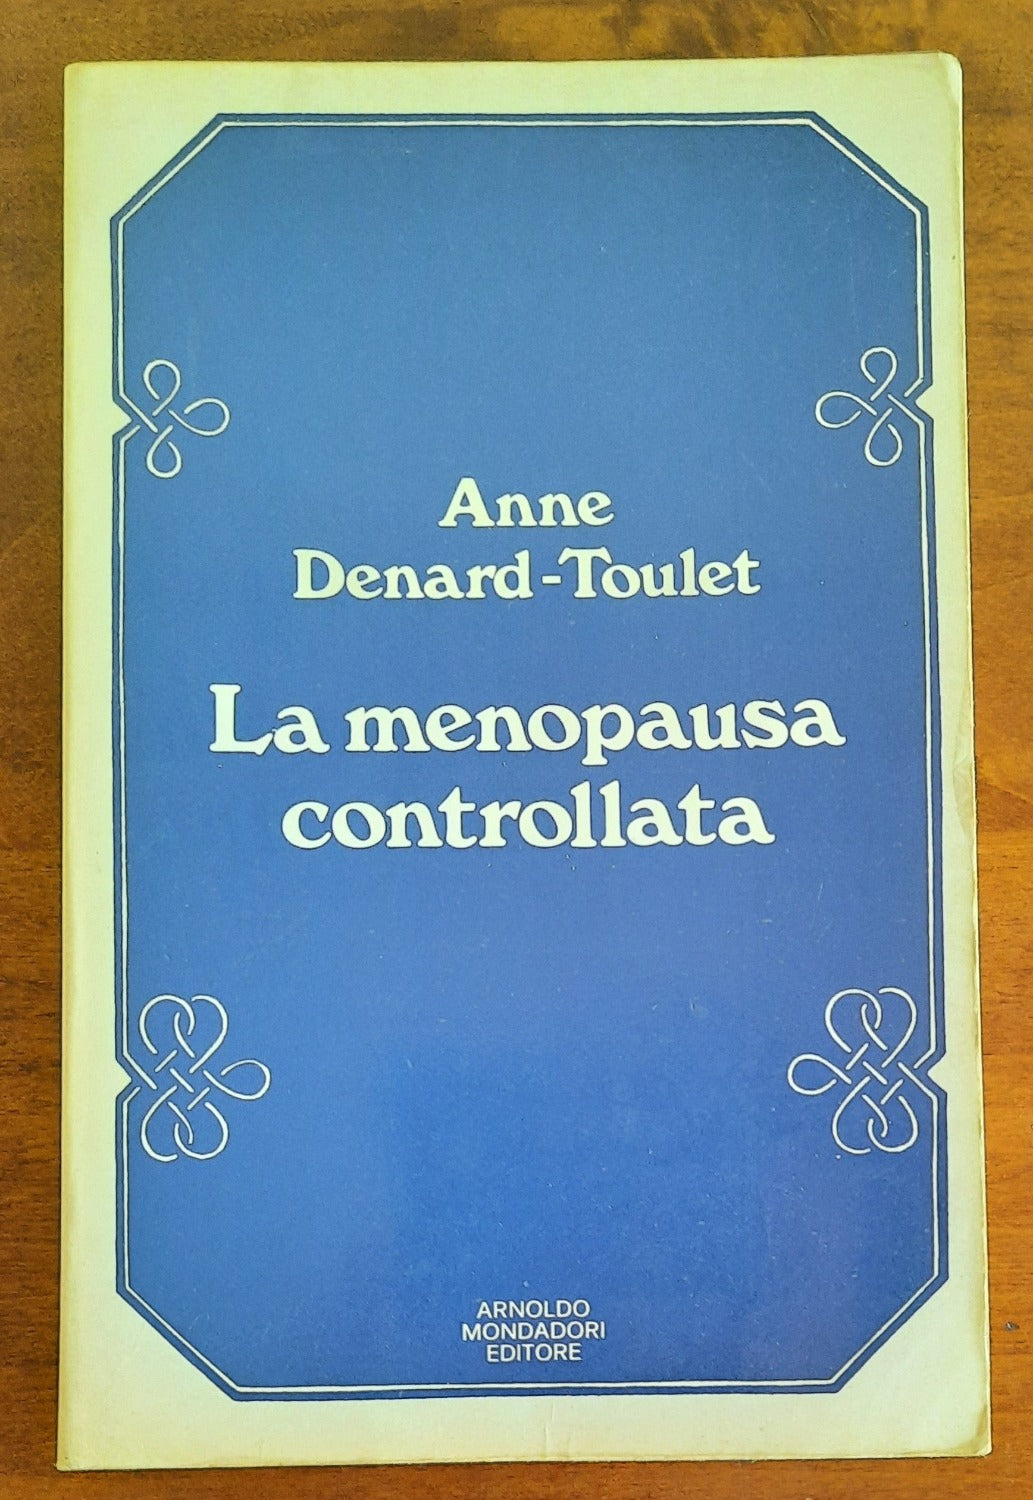 Anne
Denard-Toulet
La menopausa
controllata
ARNOLDO
MONDADORI
EDITORE